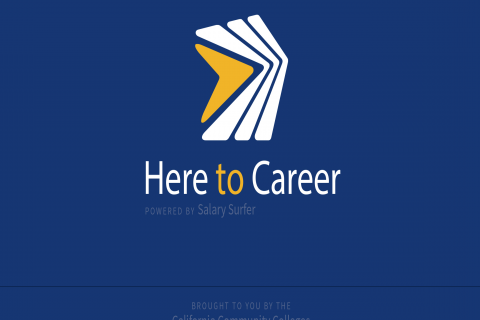 Here to Career
POWERED BY Salary Surfer
BROUGHT TO YOU BY THE
California Community Colleges